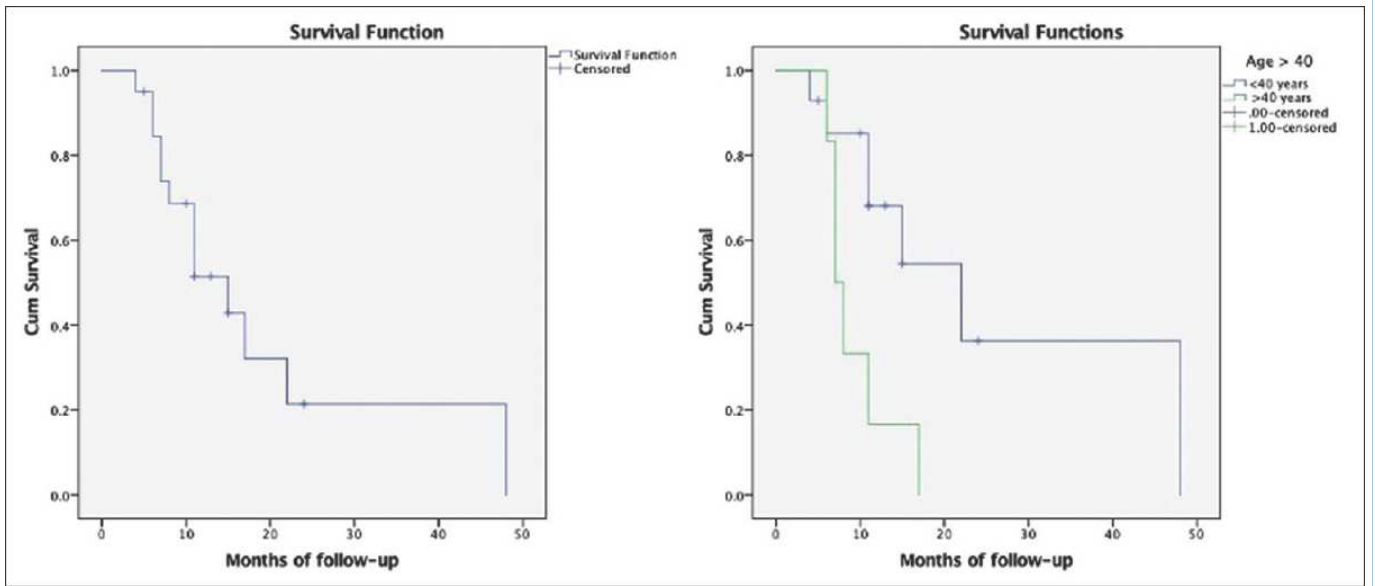 Survival Function
Survival Function
Censored
1.0
0.8
0.6
0.4
0.2
0.0
Cum Survival
0
10
20
30
40
50
Months of follow-up
Survival Functions
Age > 40
<40 years
>40 years
.00-censored
1.00-censored
1.0
0.8
0.6
0.4
0.2
0.0
Cum Survival
0
10
20
30
40
50
Months of follow-up